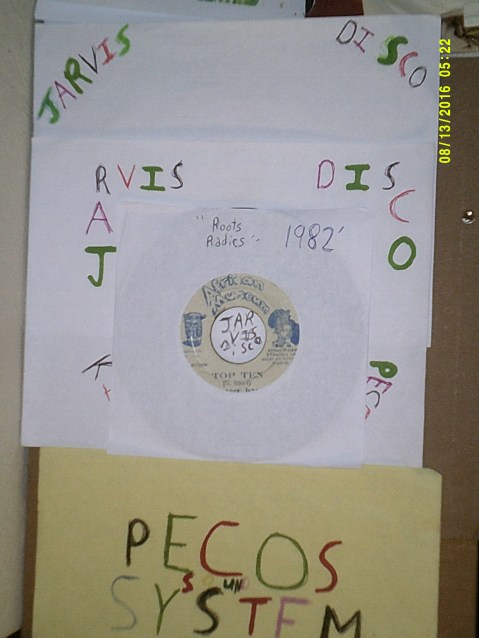 JARVIS
DISCO
08/13/2016 05:22
JARVIS
DISCO
"Roots
Radics"
1982'
African
Museum
JAR
VIS
DISCO
TOP TEN
PECOS
SOUND
SYSTEM